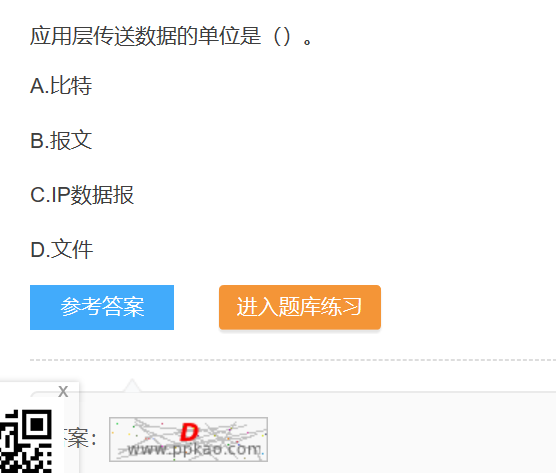 应用层传送数据的单位是（）。
A.比特
B.报文
C.IP数据报
D.文件
参考答案 进入题库练习
x
答案： D
www.ppkao.com